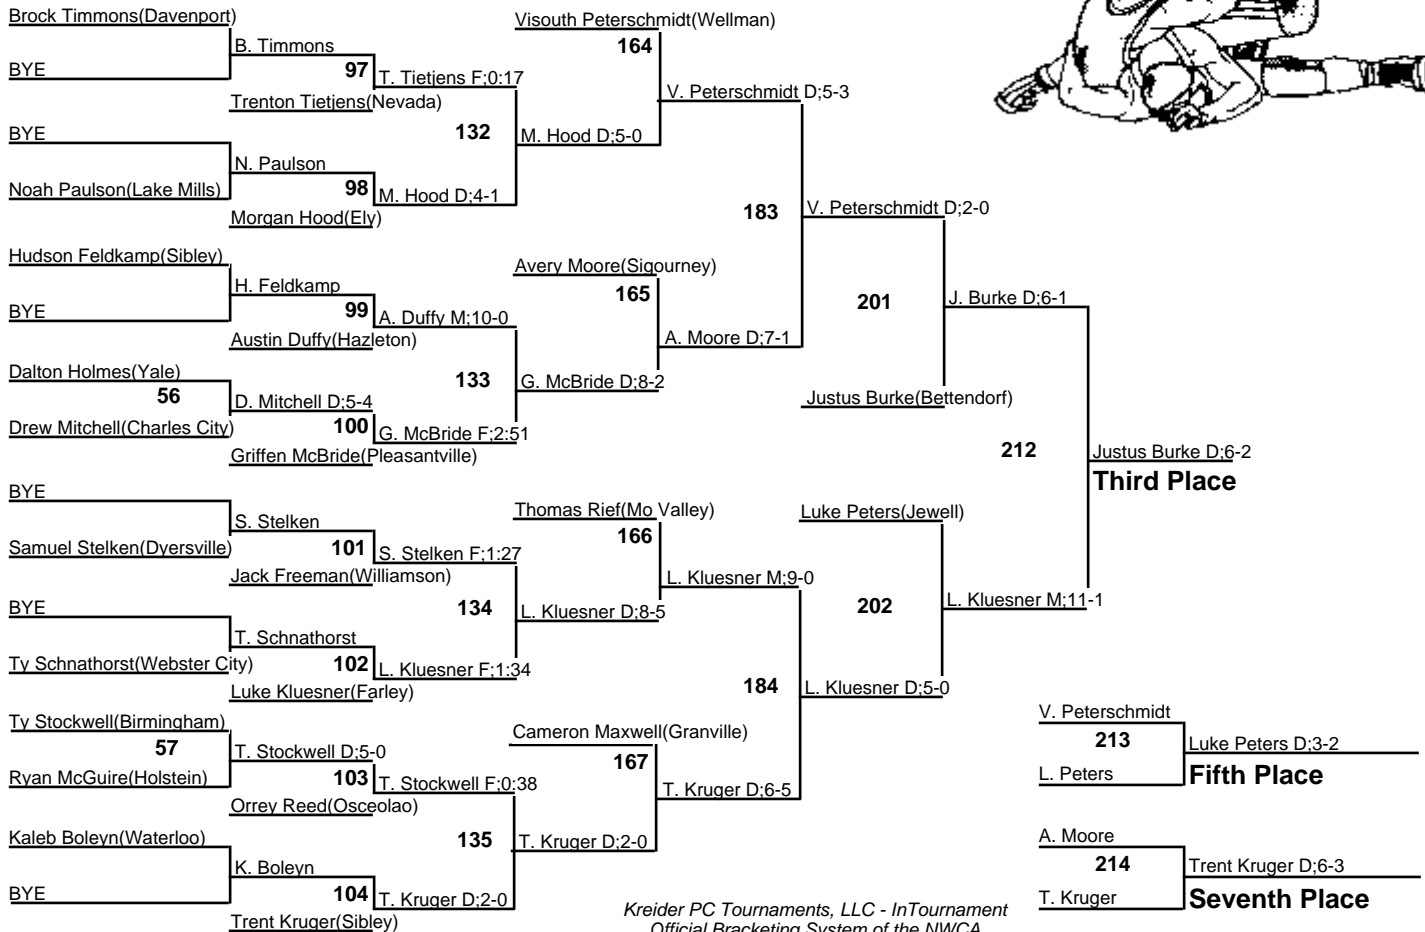 Brock Timmons(Davenport)
Visouth Peterschmidt(Wellman)
B. Timmons
164
BYE
97
T. Tietjens F;0:17
Trenton Tietjens(Nevada)
V. Peterschmidt D;5-3
BYE
132
M. Hood D;5-0
N. Paulson
Noah Paulson(Lake Mills)
98
M. Hood D;4-1
Morgan Hood(Ely)
183
V. Peterschmidt D;2-0
Hudson Feldkamp(Sibley)
Avery Moore(Sigourney)
H. Feldkamp
165
BYE
99
A. Duffy M;10-0
201
J. Burke D;6-1
Austin Duffy(Hazleton)
A. Moore D;7-1
Dalton Holmes(Yale)
56
133
G. McBride D;8-2
D. Mitchell D;5-4
Justus Burke(Bettendorf)
Drew Mitchell(Charles City)
100
G. McBride F;2:51
Griffen McBride(Pleasantville)
212
Justus Burke D;6-2
Third Place
BYE
Thomas Rief(Mo Valley)
Luke Peters(Jewell)
S. Stelken
166
Samuel Stelken(Dyersville)
101
S. Stelken F;1:27
Jack Freeman(Williamson)
L. Kluesner M;9-0
BYE
134
L. Kluesner D;8-5
202
L. Kluesner M;11-1
T. Schnathorst
Ty Schnathorst(Webster City)
102
L. Kluesner F;1:34
Luke Kluesner(Farley)
184
L. Kluesner D;5-0
Ty Stockwell(Birmingham)
Cameron Maxwell(Granville)
V. Peterschmidt
57
T. Stockwell D;5-0
167
213
Luke Peters D;3-2
Ryan McGuire(Holstein)
103
T. Stockwell F;0:38
T. Kruger D;6-5
L. Peters
Fifth Place
Orrey Reed(Osceolao)
Kaleb Boleyn(Waterloo)
135
T. Kruger D;2-0
A. Moore
K. Boleyn
214
Trent Kruger D;6-3
BYE
104
T. Kruger D;2-0
T. Kruger
Seventh Place
Trent Kruger(Sibley)
Kreider PC Tournaments, LLC - InTournament
Official Bracketing System of the NWCA